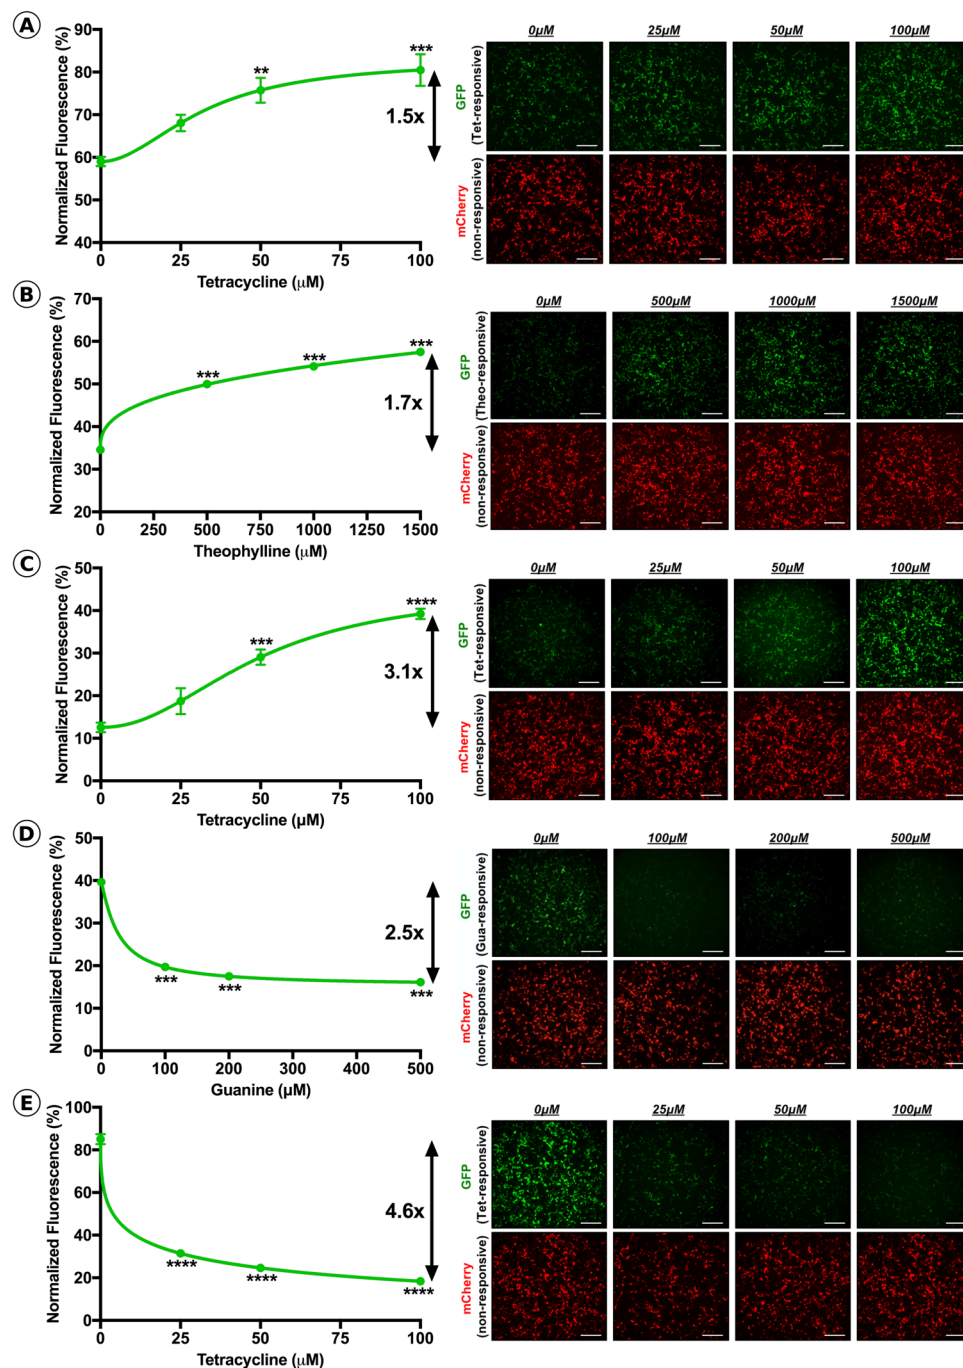 A
Normalized Fluorescence (%)
90
80
70
60
50
40
0
25
50
75
100
Tetracycline (μM)
**
***
1.5x
0μM
25μM
50μM
100μM
GFP
(Tet-responsive)
mCherry
(non-responsive)
B
Normalized Fluorescence (%)
70
60
50
40
30
20
0
250
500
750
1000
1250
1500
Theophylline (μM)
***
***
***
1.7x
0μM
500μM
1000μM
1500μM
GFP
(Theo-responsive)
mCherry
(non-responsive)
C
Normalized Fluorescence (%)
50
40
30
20
10
0
0
25
50
75
100
Tetracycline (μM)
***
****
3.1x
0μM
25μM
50μM
100μM
GFP
(Tet-responsive)
mCherry
(non-responsive)
D
Normalized Fluorescence (%)
50
40
30
20
10
0
0
100
200
300
400
500
Guanine (μM)
***
***
***
2.5x
0μM
100μM
200μM
500μM
GFP
(Gua-responsive)
mCherry
(non-responsive)
E
Normalized Fluorescence (%)
100
80
60
40
20
0
0
25
50
75
100
Tetracycline (μM)
****
****
****
4.6x
0μM
25μM
50μM
100μM
GFP
(Tet-responsive)
mCherry
(non-responsive)